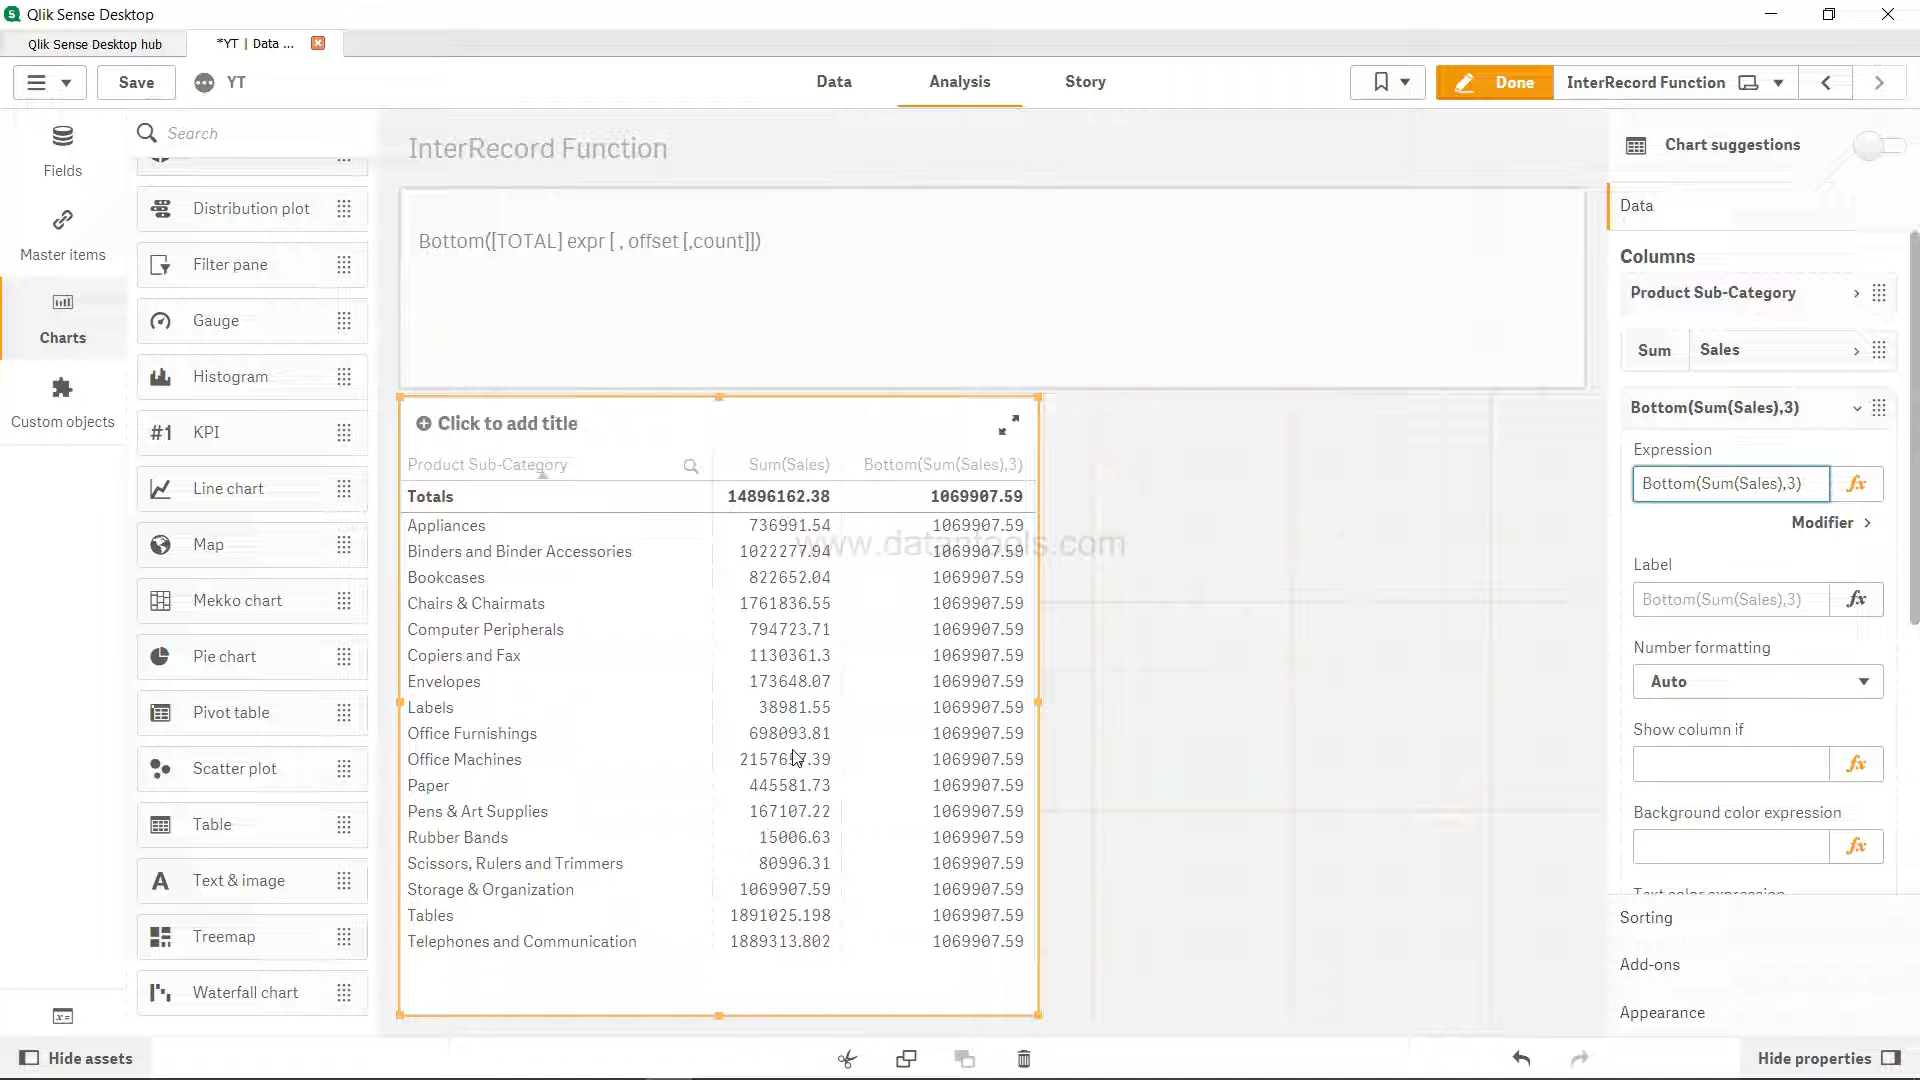 Qlik Sense Desktop
Qlik Sense Desktop hub
*YT | Data ...
Save
YT
Data
Analysis
Story
Done
InterRecord Function
Fields
Master items
Charts
Custom objects
Search
Distribution plot
Filter pane
Gauge
Histogram
#1 KPI
Line chart
Map
Mekko chart
Pie chart
Pivot table
Scatter plot
Table
A Text & image
Treemap
Waterfall chart
InterRecord Function
Bottom([TOTAL] expr [ , offset [,count]])
Click to add title
Product Sub-Category Sum(Sales) Bottom(Sum(Sales),3)
Totals 14896162.38 1069907.59
Appliances 736991.54 1069907.59
Binders and Binder Accessories 1022277.94 1069907.59
Bookcases 822652.04 1069907.59
Chairs & Chairmats 1761836.55 1069907.59
Computer Peripherals 794723.71 1069907.59
Copiers and Fax 1130361.3 1069907.59
Envelopes 173648.07 1069907.59
Labels 38981.55 1069907.59
Office Furnishings 698093.81 1069907.59
Office Machines 1069907.59
Paper 445581.73 1069907.59
Pens & Art Supplies 167107.22 1069907.59
Rubber Bands 15006.63 1069907.59
Scissors, Rulers and Trimmers 80996.31 1069907.59
Storage & Organization 1069907.59 1069907.59
Tables 1891025.198 1069907.59
Telephones and Communication 1889313.802 1069907.59
www.datantools.com
Chart suggestions
Data
Columns
Product Sub-Category
Sum Sales
Bottom(Sum(Sales),3)
Expression
Bottom(Sum(Sales),3) fx
Modifier
Label
Bottom(Sum(Sales),3) fx
Number formatting
Auto
Show column if
fx
Background color expression
fx
Text color expression
Sorting
Add-ons
Appearance
Hide assets
Hide properties